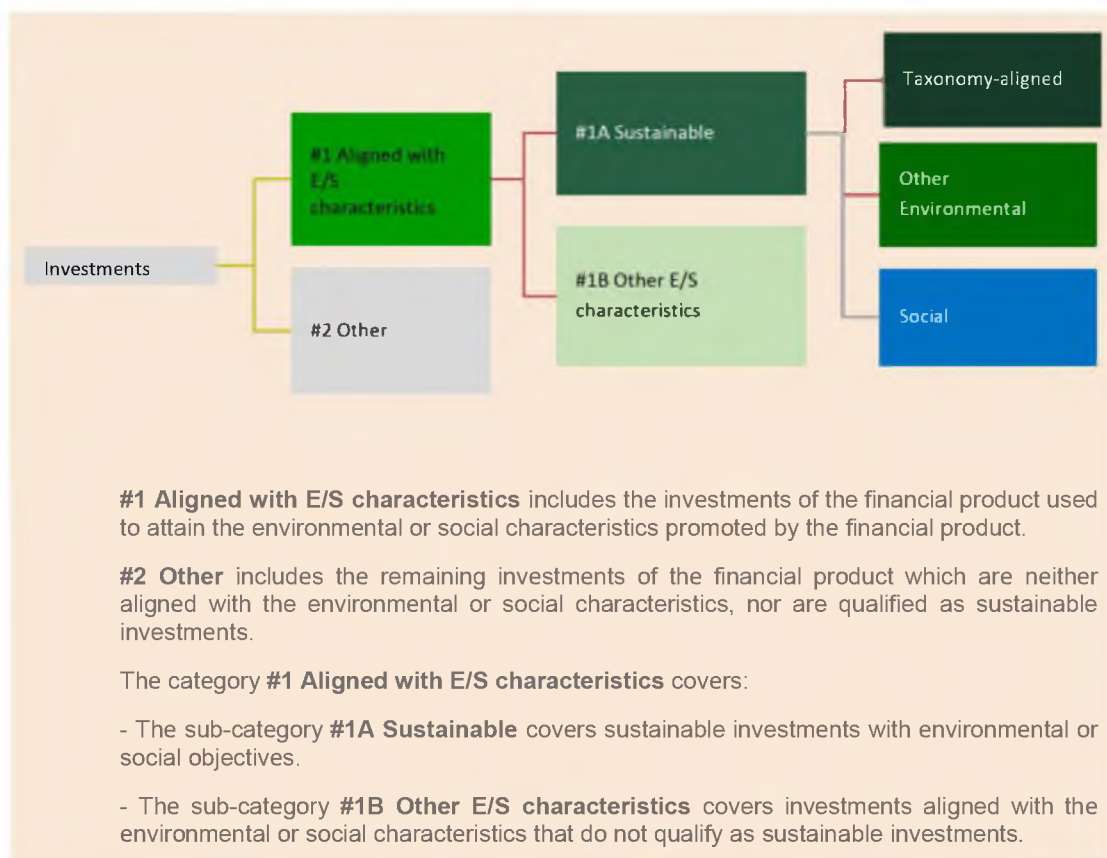 Investments
#1 Aligned with
E/S
characteristics
#2 Other
#1A Sustainable
#1B Other E/S
characteristics
Taxonomy-aligned
Other
Environmental
Social
#1 Aligned with E/S characteristics includes the investments of the financial product used
to attain the environmental or social characteristics promoted by the financial product.
#2 Other includes the remaining investments of the financial product which are neither
aligned with the environmental or social characteristics, nor are qualified as sustainable
investments.
The category #1 Aligned with E/S characteristics covers:
- The sub-category #1A Sustainable covers sustainable investments with environmental or
social objectives.
- The sub-category #1B Other E/S characteristics covers investments aligned with the
environmental or social characteristics that do not qualify as sustainable investments.